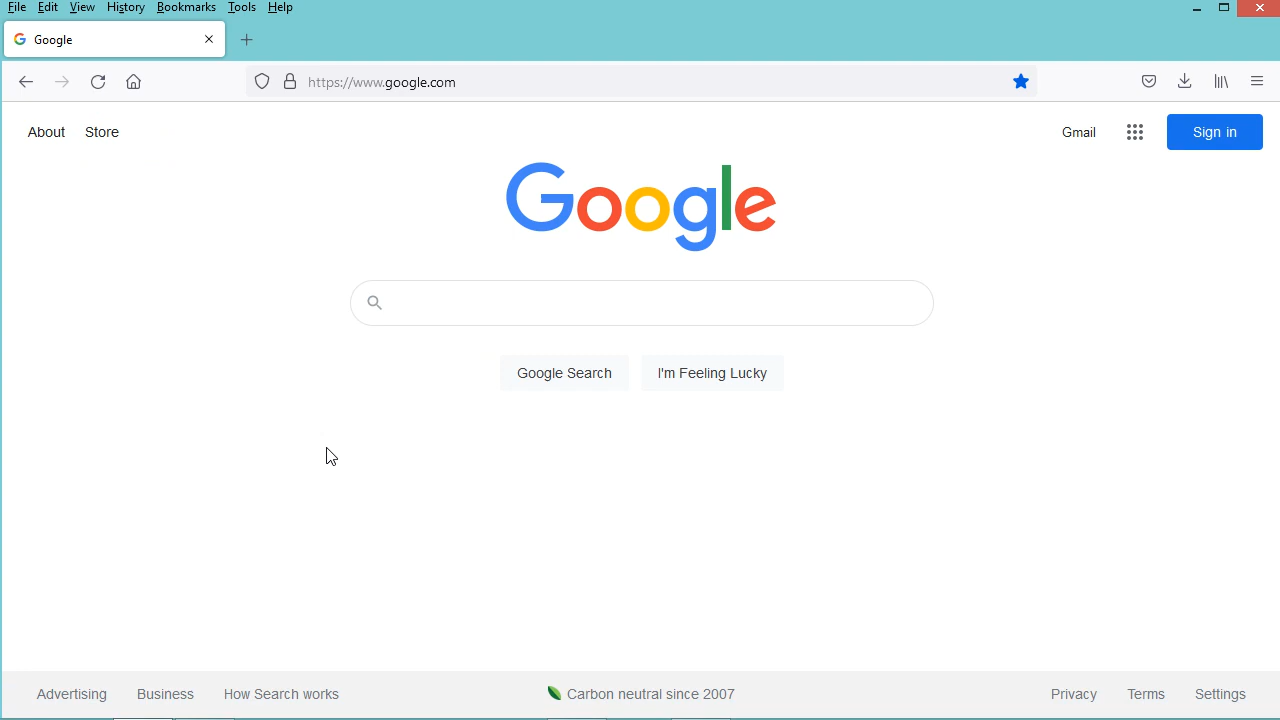 File Edit View History Bookmarks Tools Help
Google
https://www.google.com
About Store Gmail Sign in
Google
Google Search I'm Feeling Lucky
Advertising Business How Search works Carbon neutral since 2007 Privacy Terms Settings